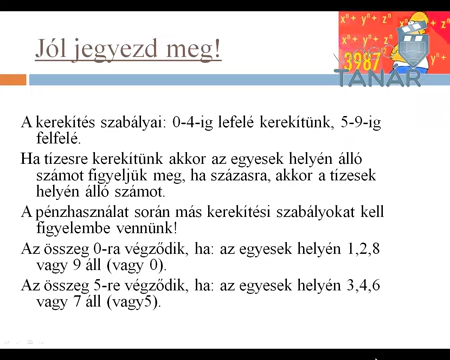 Jól jegyezd meg!
xⁿ+ yⁿ+ zⁿ
3987
TANÁR
A kerekítés szabályai: 0-4-ig lefelé kerekítünk, 5-9-ig
felfelé.
Ha tízesre kerekítünk akkor az egyesek helyén álló
számot figyeljük meg, ha százasra, akkor a tízesek
helyén álló számot.
A pénzhasználat során más kerekítési szabályokat kell
figyelembe vennünk!
Az összeg 0-ra végződik, ha: az egyesek helyén 1,2,8
vagy 9 áll (vagy 0).
Az összeg 5-re végződik, ha: az egyesek helyén 3,4,6
vagy 7 áll (vagy5).